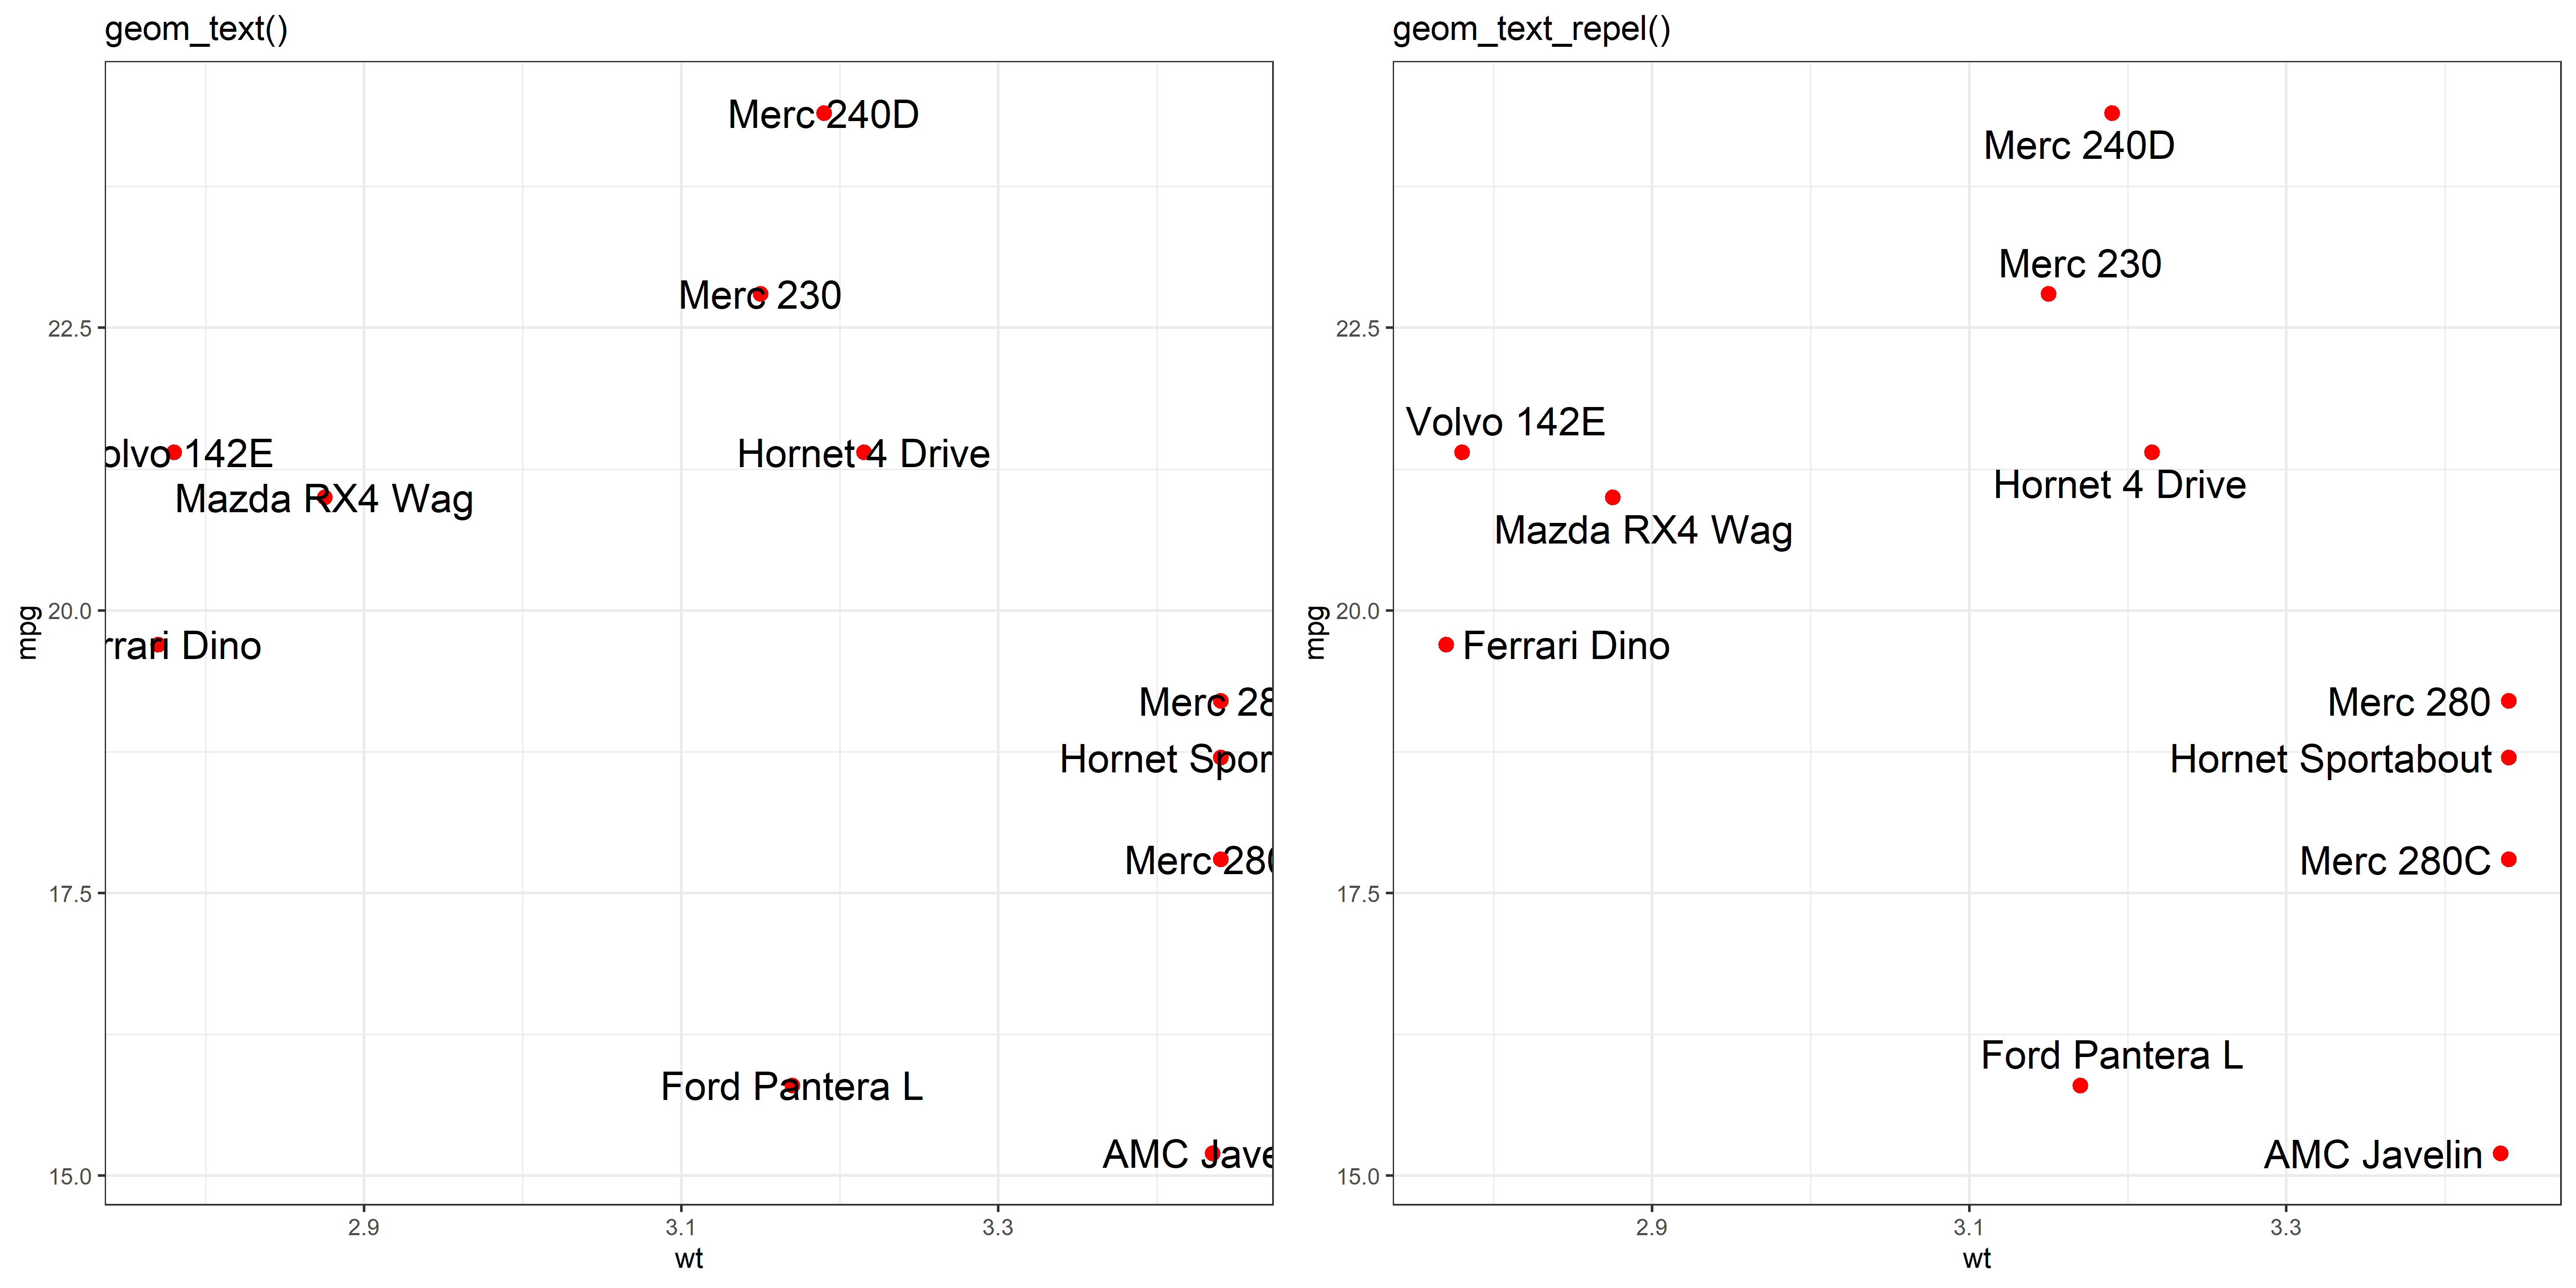 geom_text()
Merc 240D
Merc 230
22.5
olvo 142E
Hornet 4 Drive
Mazda RX4 Wag
mpg
20.0
rrari Dino
Merc 28
Hornet Spor
Merc 280
17.5
Ford Pantera L
AMC Jave
15.0
2.9
3.1
3.3
wt
geom_text_repel()
Merc 240D
Merc 230
22.5
Volvo 142E
Hornet 4 Drive
Mazda RX4 Wag
mpg
20.0
Ferrari Dino
Merc 280
Hornet Sportabout
Merc 280C
17.5
Ford Pantera L
AMC Javelin
15.0
2.9
3.1
3.3
wt